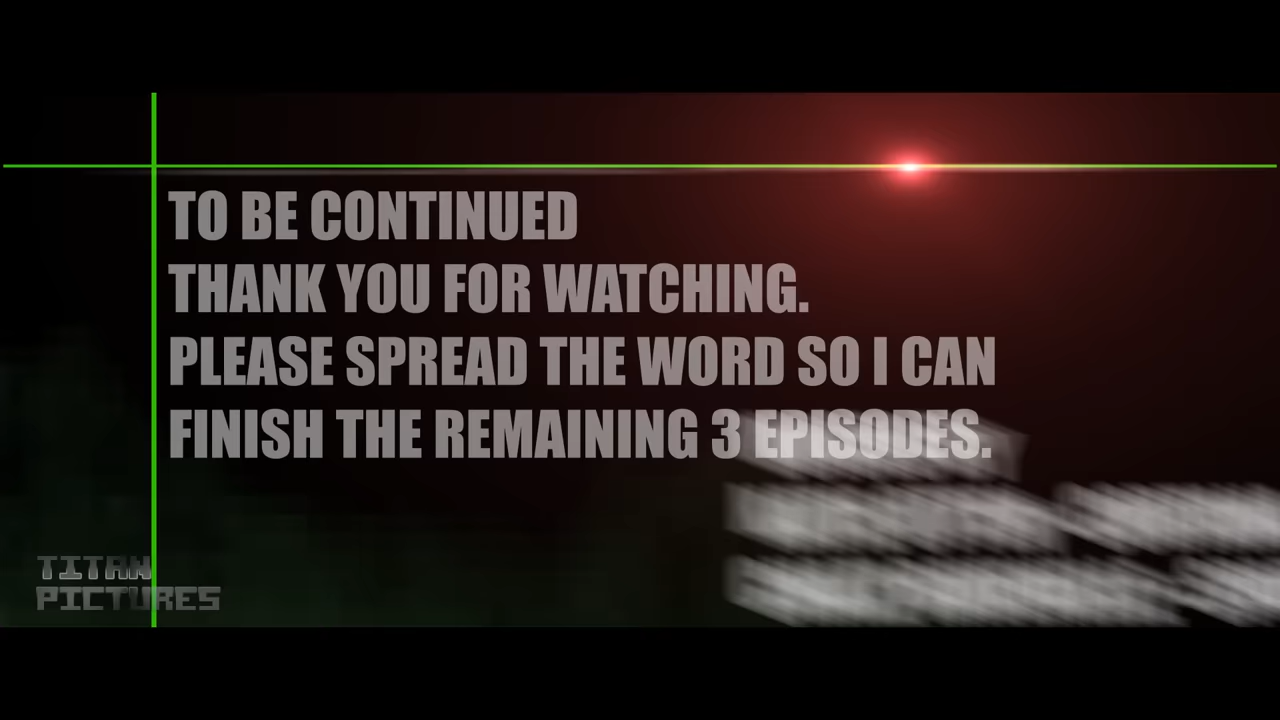 TO BE CONTINUED
THANK YOU FOR WATCHING.
PLEASE SPREAD THE WORD SO I CAN
FINISH THE REMAINING 3 EPISODES.
TITAN
PICTURES